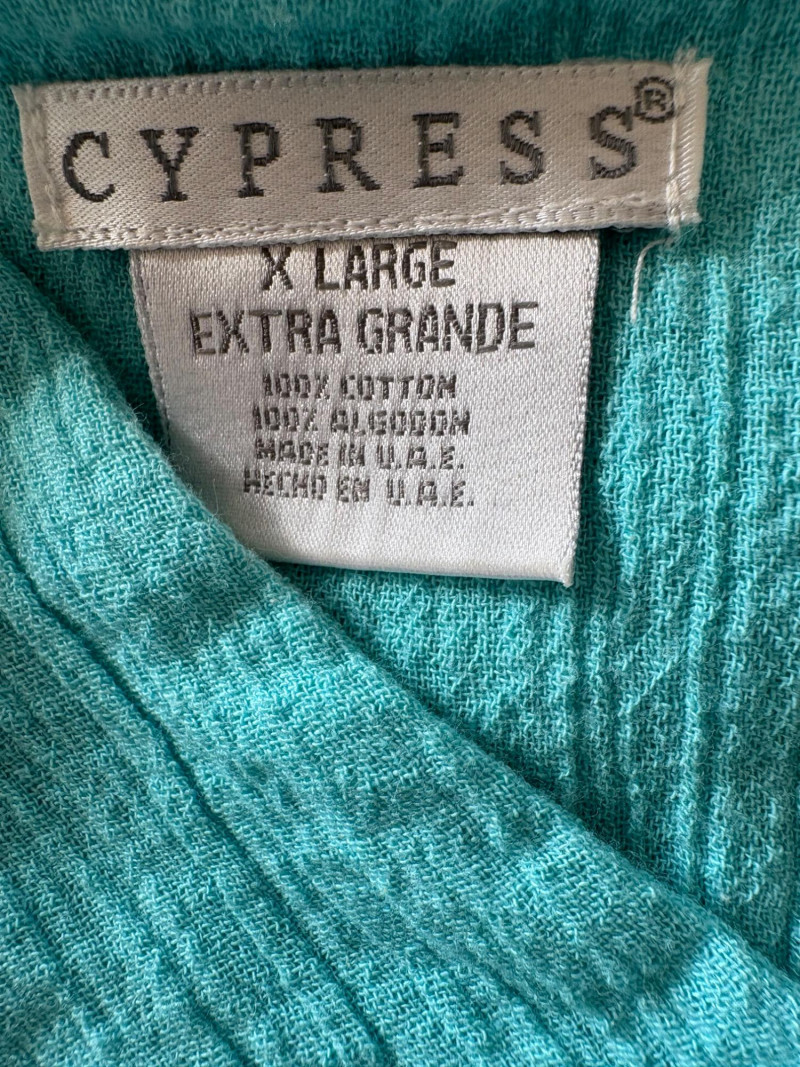 CYPRESS®
X LARGE
EXTRA GRANDE
100% COTTON
100% ALGODON
MADE IN U.A.E.
HECHO EN U.A.E.